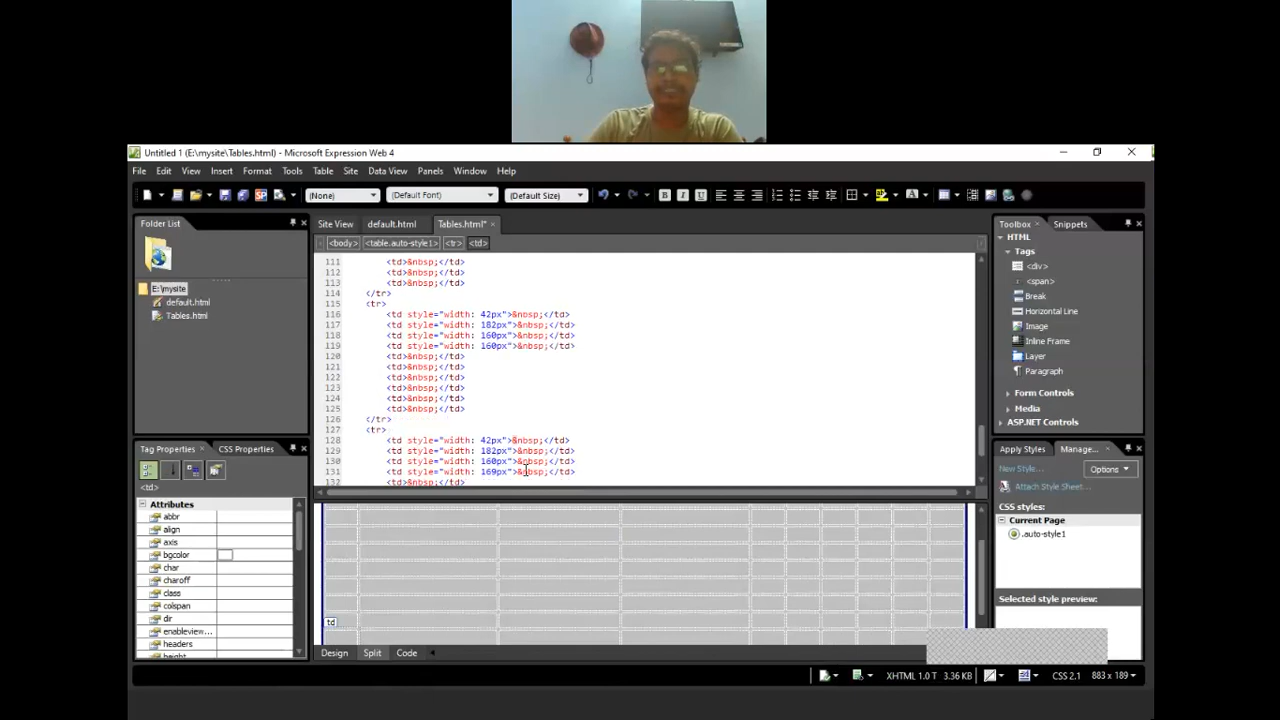 Untitled 1 (E:\mysite\Tables.html) - Microsoft Expression Web 4
File Edit View Insert Format Tools Table Site Data View Panels Window Help
(None) (Default Font) (Default Size) B I U A
Folder List
E:\mysite
default.html
Tables.html
Site View default.html Tables.html*
<body> <table.auto-style1> <tr> <td>
111 <td>&nbsp;</td>
112 <td>&nbsp;</td>
113 <td>&nbsp;</td>
114 </tr>
115 <tr>
116 <td style="width: 42px">&nbsp;</td>
117 <td style="width: 182px">&nbsp;</td>
118 <td style="width: 160px">&nbsp;</td>
119 <td style="width: 160px">&nbsp;</td>
120 <td>&nbsp;</td>
121 <td>&nbsp;</td>
122 <td>&nbsp;</td>
123 <td>&nbsp;</td>
124 <td>&nbsp;</td>
125 <td>&nbsp;</td>
126 </tr>
127 <tr>
128 <td style="width: 42px">&nbsp;</td>
129 <td style="width: 182px">&nbsp;</td>
130 <td style="width: 160px">&nbsp;</td>
131 <td style="width: 169px">&nbsp;</td>
132 <td>&nbsp;</td>
td
Design Split Code
Tag Properties CSS Properties
<td>
Attributes
abbr
align
axis
bgcolor
char
charoff
class
colspan
dir
enableview...
headers
height
Toolbox Snippets
HTML
Tags
<div>
<span>
Break
Horizontal Line
Image
Inline Frame
Layer
Paragraph
Form Controls
Media
ASP.NET Controls
Apply Styles Manage...
New Style... Options
Attach Style Sheet...
CSS styles:
Current Page
.auto-style1
Selected style preview:
XHTML 1.0 T 3.36 KB CSS 2.1 883 x 189